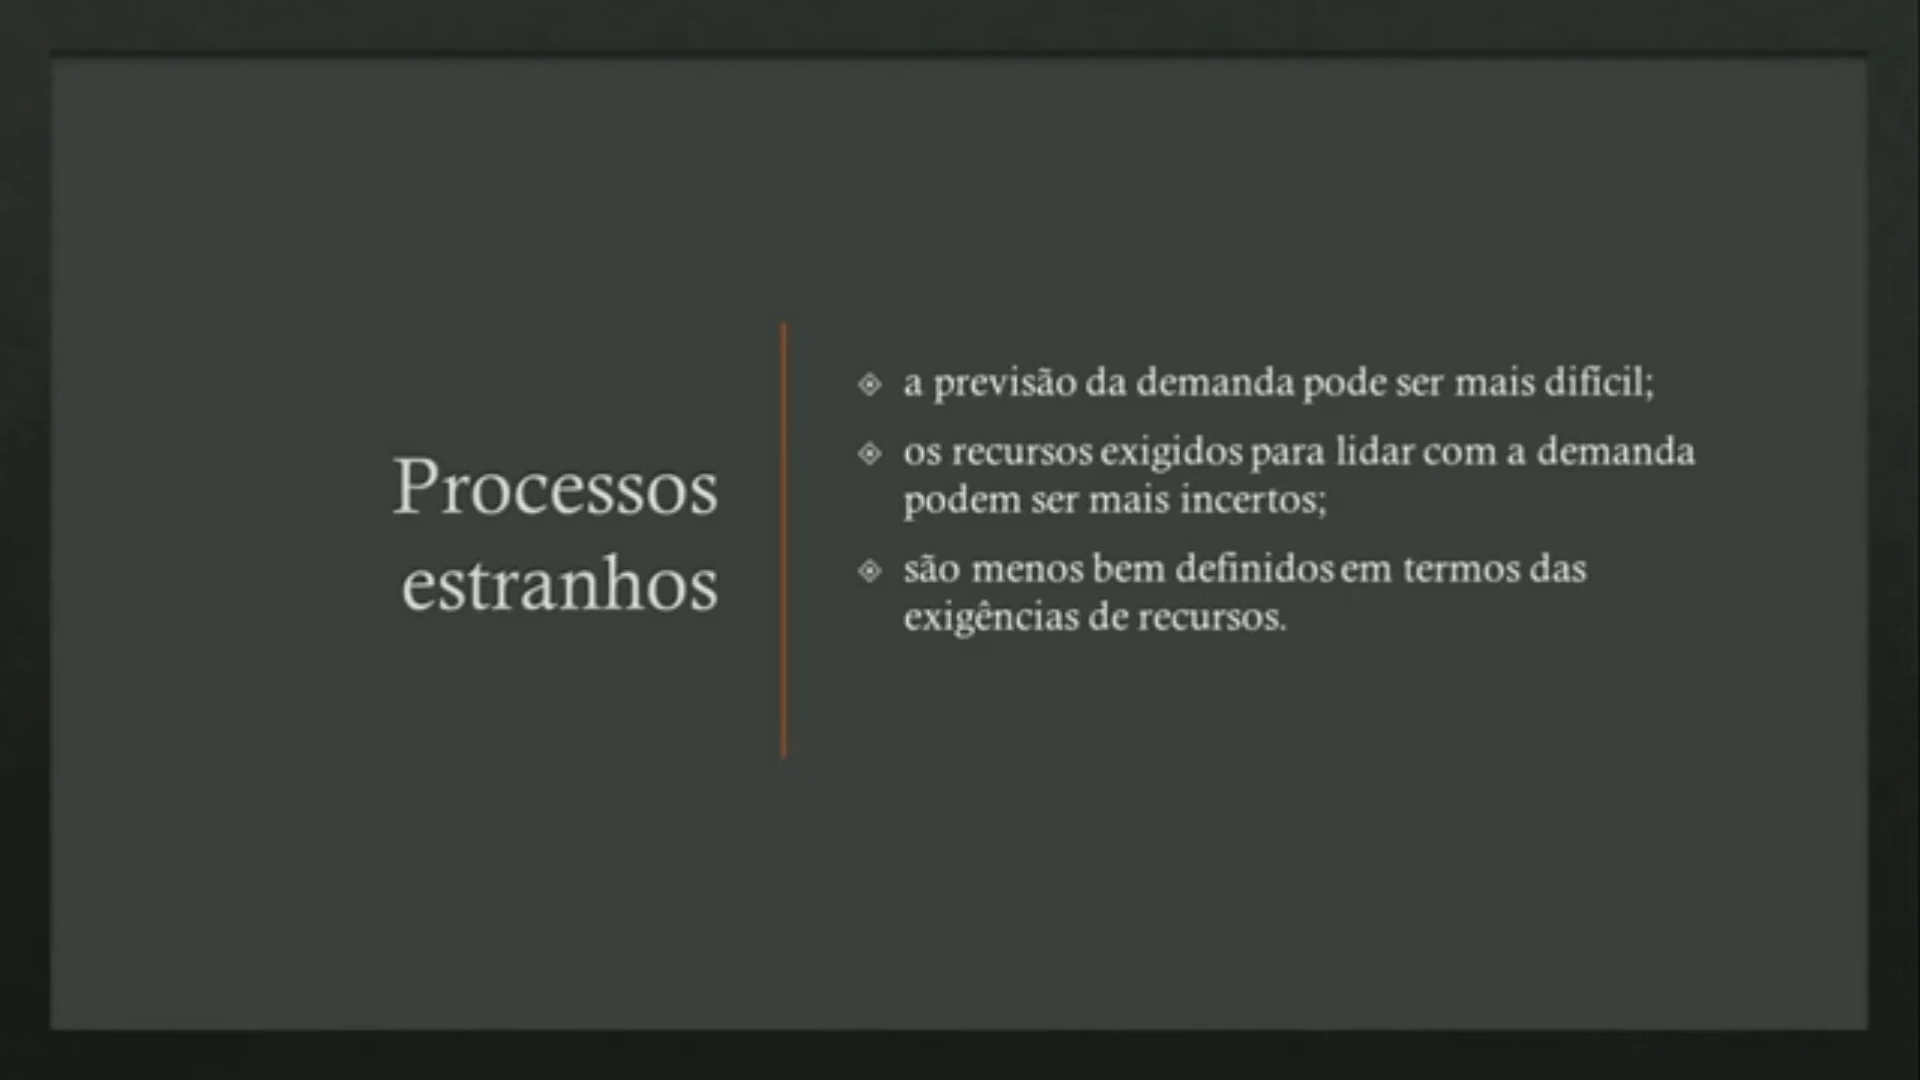 Processos
estranhos
a previsão da demanda pode ser mais difícil;
os recursos exigidos para lidar com a demanda
podem ser mais incertos;
são menos bem definidos em termos das
exigências de recursos.